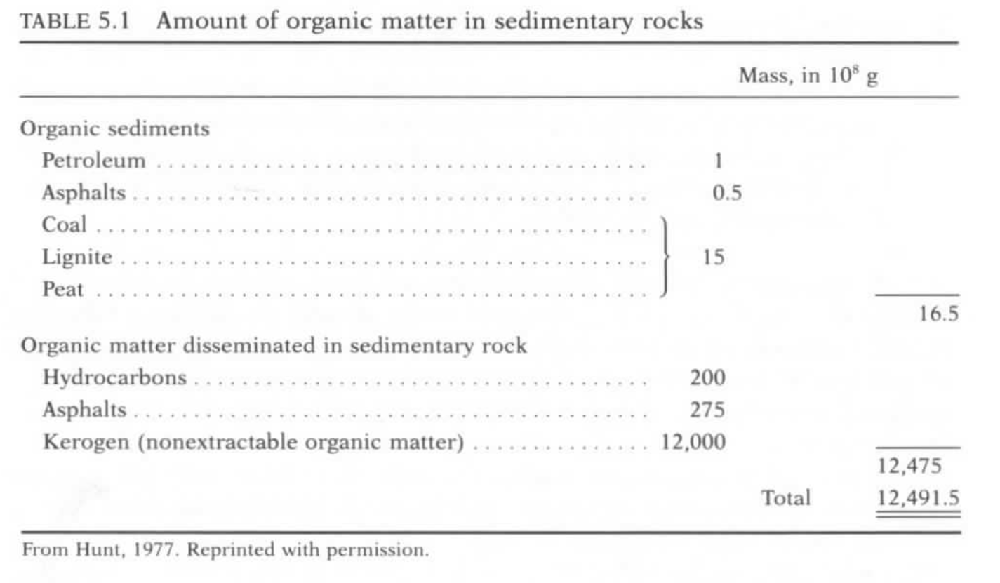 TABLE 5.1 Amount of organic matter in sedimentary rocks
Mass, in 10⁸ g
Organic sediments
Petroleum . . . . . . . . . . . . . . . . . . . . . . . . . . . . . . . . . . . . . . . . 1
Asphalts . . . . . . . . . . . . . . . . . . . . . . . . . . . . . . . . . . . . . . . . 0.5
Coal . . . . . . . . . . . . . . . . . . . . . . . . . . . . . . . . . . . . . . . .
Lignite . . . . . . . . . . . . . . . . . . . . . . . . . . . . . . . . . . . . . . . . } 15
Peat . . . . . . . . . . . . . . . . . . . . . . . . . . . . . . . . . . . . . . . .
16.5
Organic matter disseminated in sedimentary rock
Hydrocarbons . . . . . . . . . . . . . . . . . . . . . . . . . . . . . . . . . . . . 200
Asphalts . . . . . . . . . . . . . . . . . . . . . . . . . . . . . . . . . . . . . . . . 275
Kerogen (nonextractable organic matter) . . . . . . . . . . . . . . . 12,000
12,475
Total 12,491.5
From Hunt, 1977. Reprinted with permission.